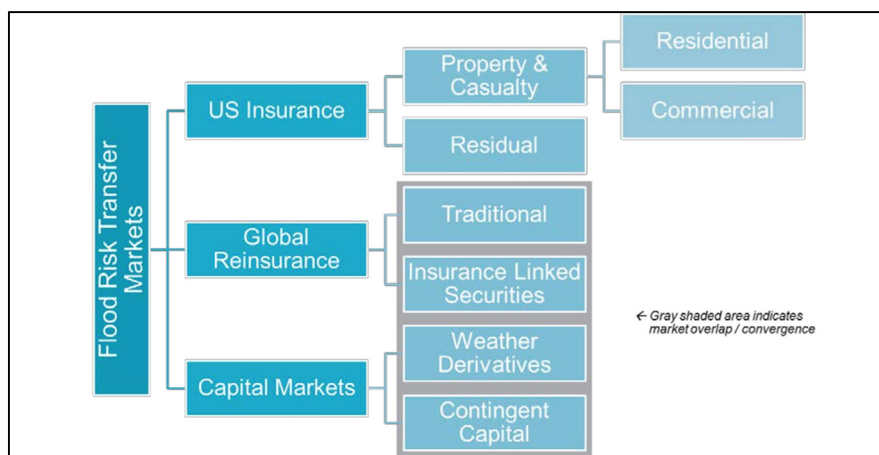 Flood Risk Transfer
Markets
US Insurance
Property &
Casualty
Residential
Commercial
Residual
Global
Reinsurance
Traditional
Insurance Linked
Securities
Capital Markets
Weather
Derivatives
Contingent
Capital
← Gray shaded area indicates
market overlap / convergence